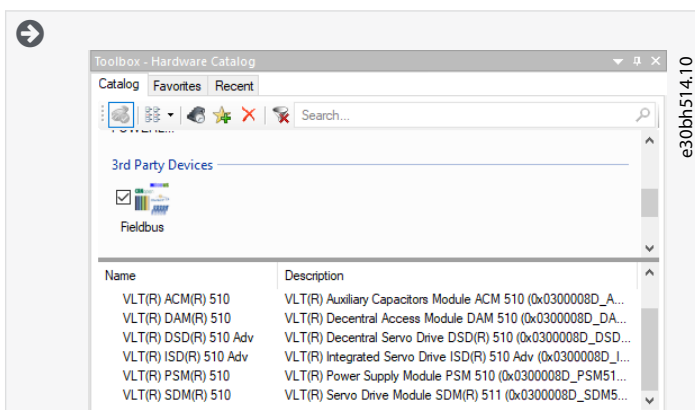 Toolbox - Hardware Catalog
Catalog Favorites Recent
Search...
3rd Party Devices
Fieldbus
Name Description
VLT(R) ACM(R) 510 VLT(R) Auxiliary Capacitors Module ACM 510 (0x0300008D_A...
VLT(R) DAM(R) 510 VLT(R) Decentral Access Module DAM 510 (0x0300008D_DA...
VLT(R) DSD(R) 510 Adv VLT(R) Decentral Servo Drive DSD(R) 510 (0x0300008D_DSD...
VLT(R) ISD(R) 510 Adv VLT(R) Integrated Servo Drive ISD(R) 510 Adv (0x0300008D_I...
VLT(R) PSM(R) 510 VLT(R) Power Supply Module PSM 510 (0x0300008D_PSM51...
VLT(R) SDM(R) 510 VLT(R) Servo Drive Module SDM(R) 511 (0x0300008D_SDM5...
e30bh514.10